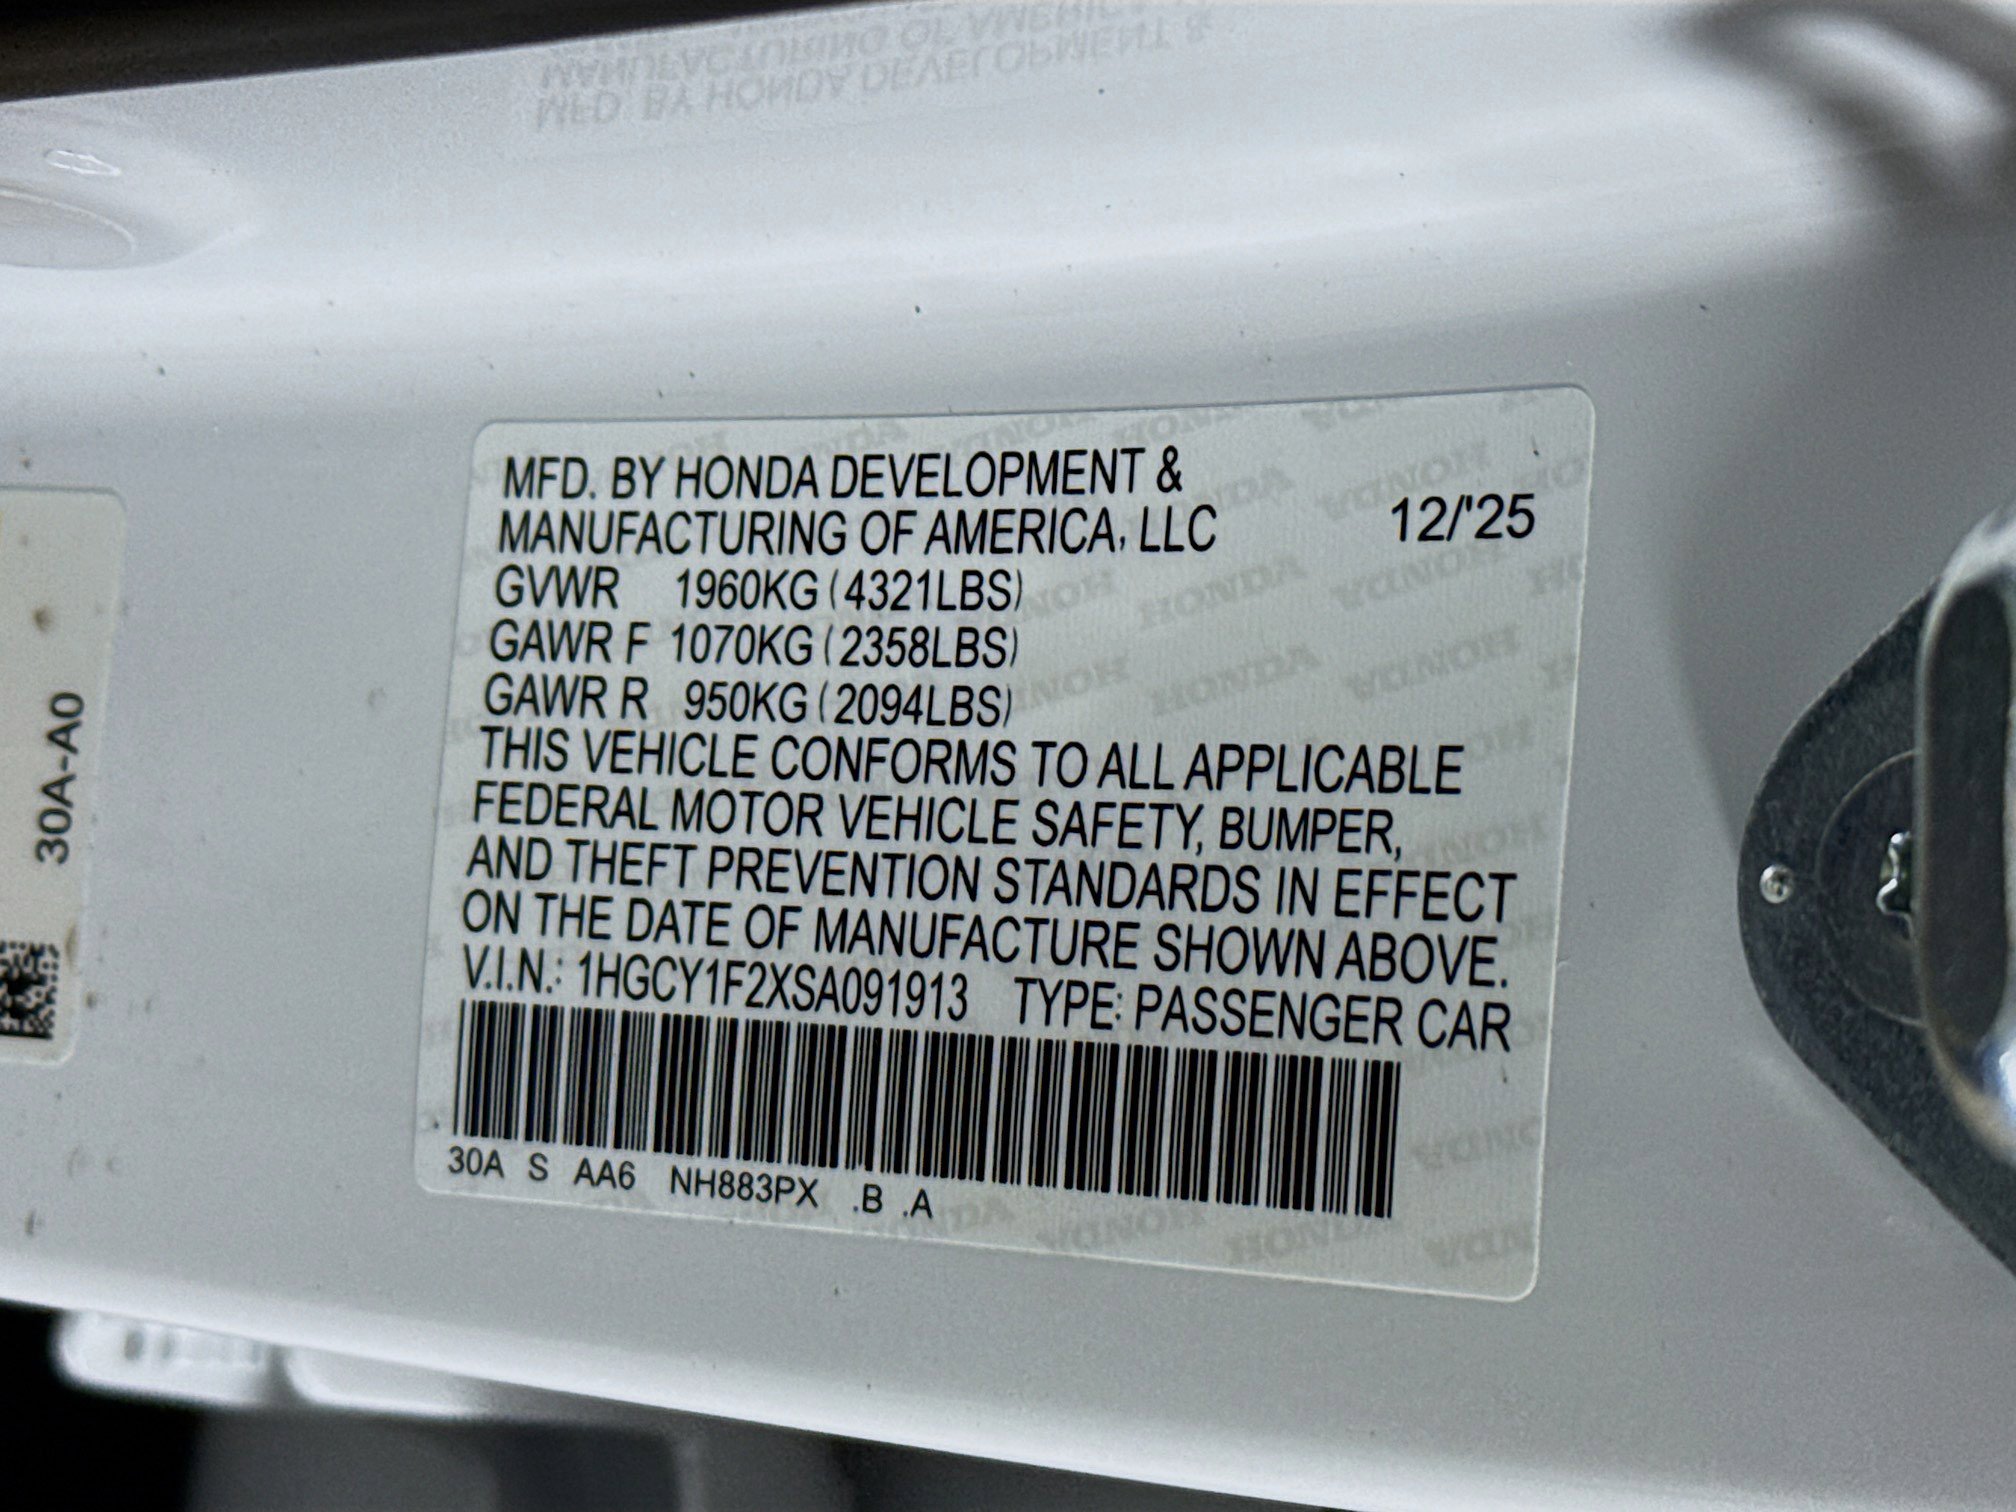 MFD. BY HONDA DEVELOPMENT &
MANUFACTURING OF AMERICA, LLC 12/'25
GVWR 1960KG (4321LBS)
GAWR F 1070KG (2358LBS)
GAWR R 950KG (2094LBS)
THIS VEHICLE CONFORMS TO ALL APPLICABLE
FEDERAL MOTOR VEHICLE SAFETY, BUMPER,
AND THEFT PREVENTION STANDARDS IN EFFECT
ON THE DATE OF MANUFACTURE SHOWN ABOVE.
V.I.N.: 1HGCY1F2XSA091913 TYPE: PASSENGER CAR
30A S AA6 NH883PX .B .A
30A-A0